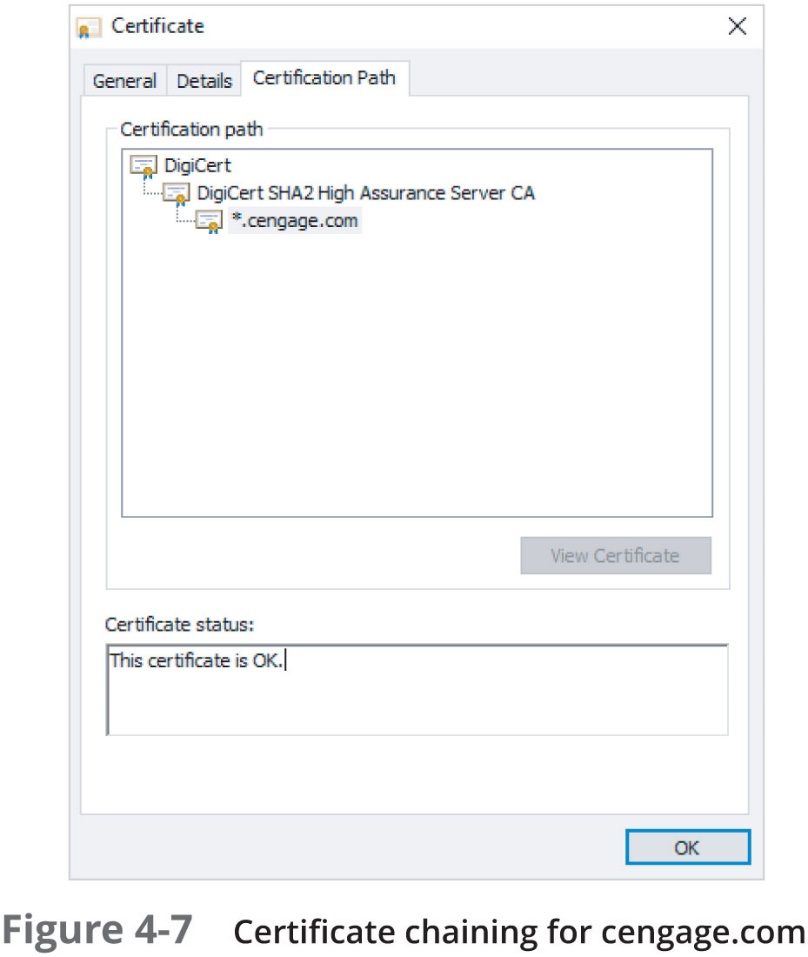 Certificate
General Details Certification Path
Certification path
DigiCert
DigiCert SHA2 High Assurance Server CA
*.cengage.com
View Certificate
Certificate status:
This certificate is OK.
OK
Figure 4-7 Certificate chaining for cengage.com